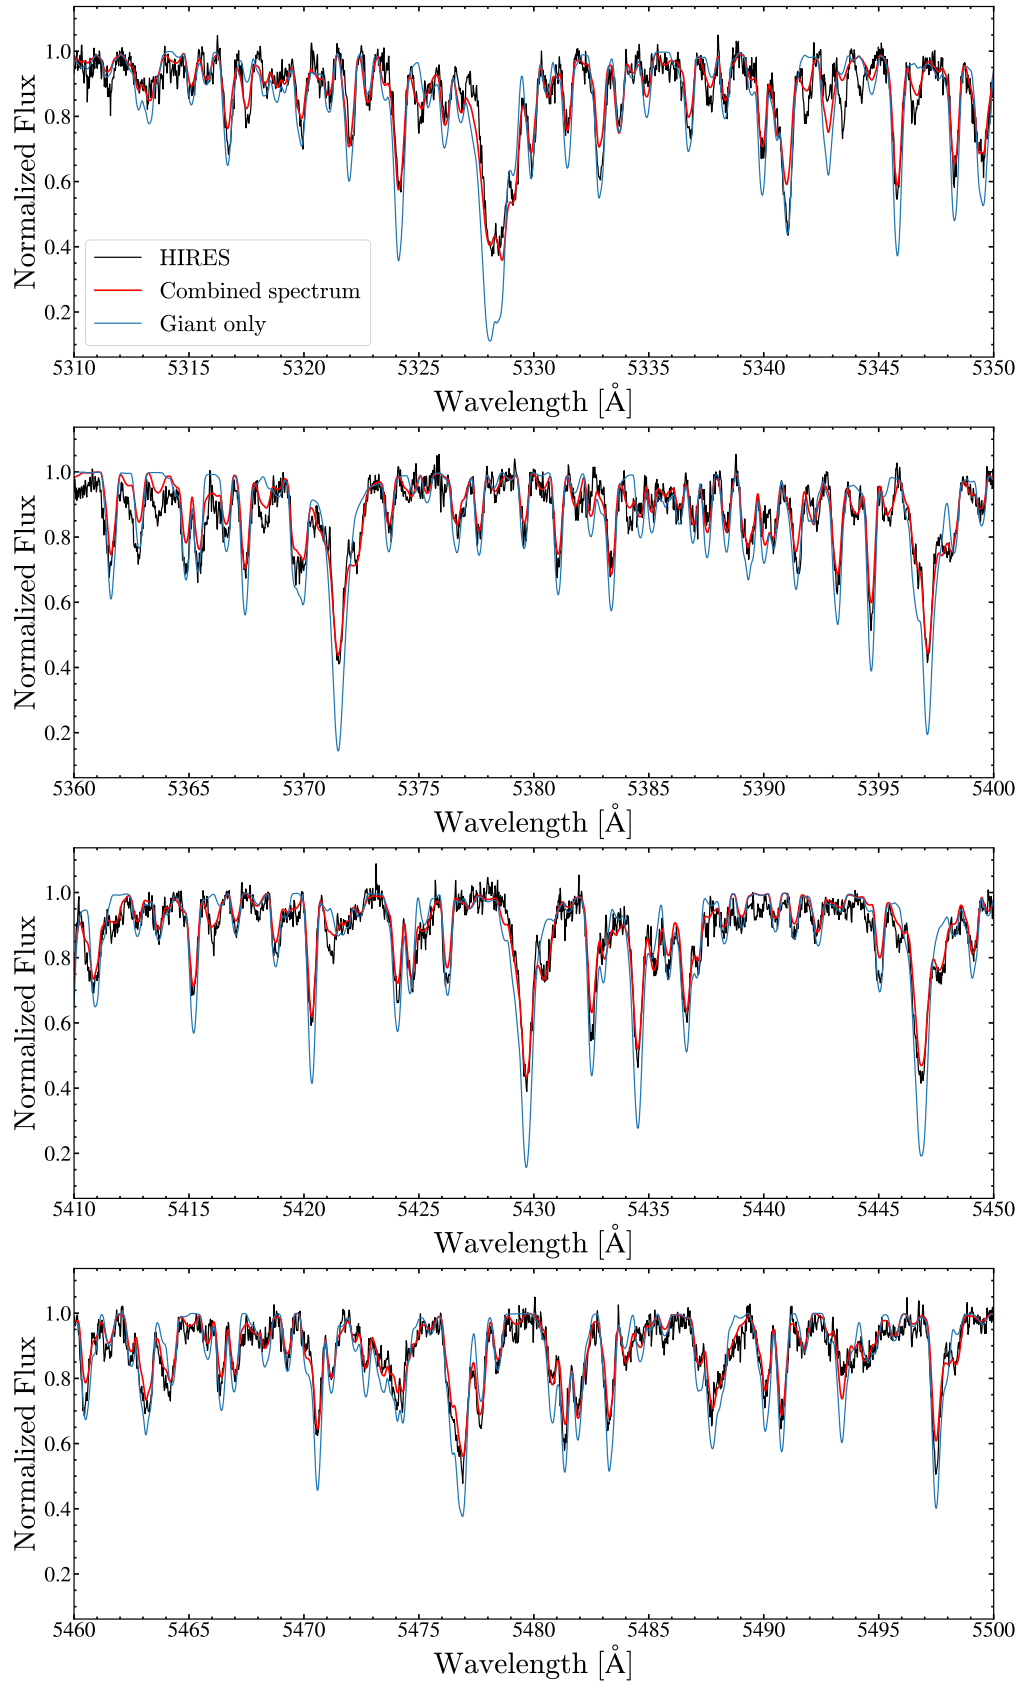 Normalized Flux
1.0
0.8
0.6
0.4
0.2
HIRES
Combined spectrum
Giant only
5310 5315 5320 5325 5330 5335 5340 5345 5350
Wavelength [Å]
Normalized Flux
1.0
0.8
0.6
0.4
0.2
5360 5365 5370 5375 5380 5385 5390 5395 5400
Wavelength [Å]
Normalized Flux
1.0
0.8
0.6
0.4
0.2
5410 5415 5420 5425 5430 5435 5440 5445 5450
Wavelength [Å]
Normalized Flux
1.0
0.8
0.6
0.4
0.2
5460 5465 5470 5475 5480 5485 5490 5495 5500
Wavelength [Å]